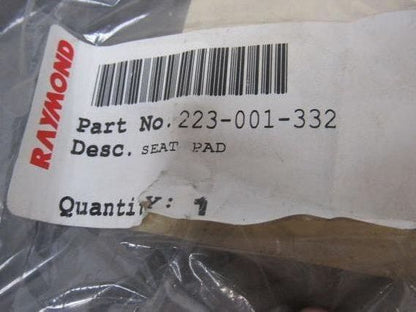 RAYMOND
Part No. 223-001-332
Desc. SEAT PAD
Quantity: 1